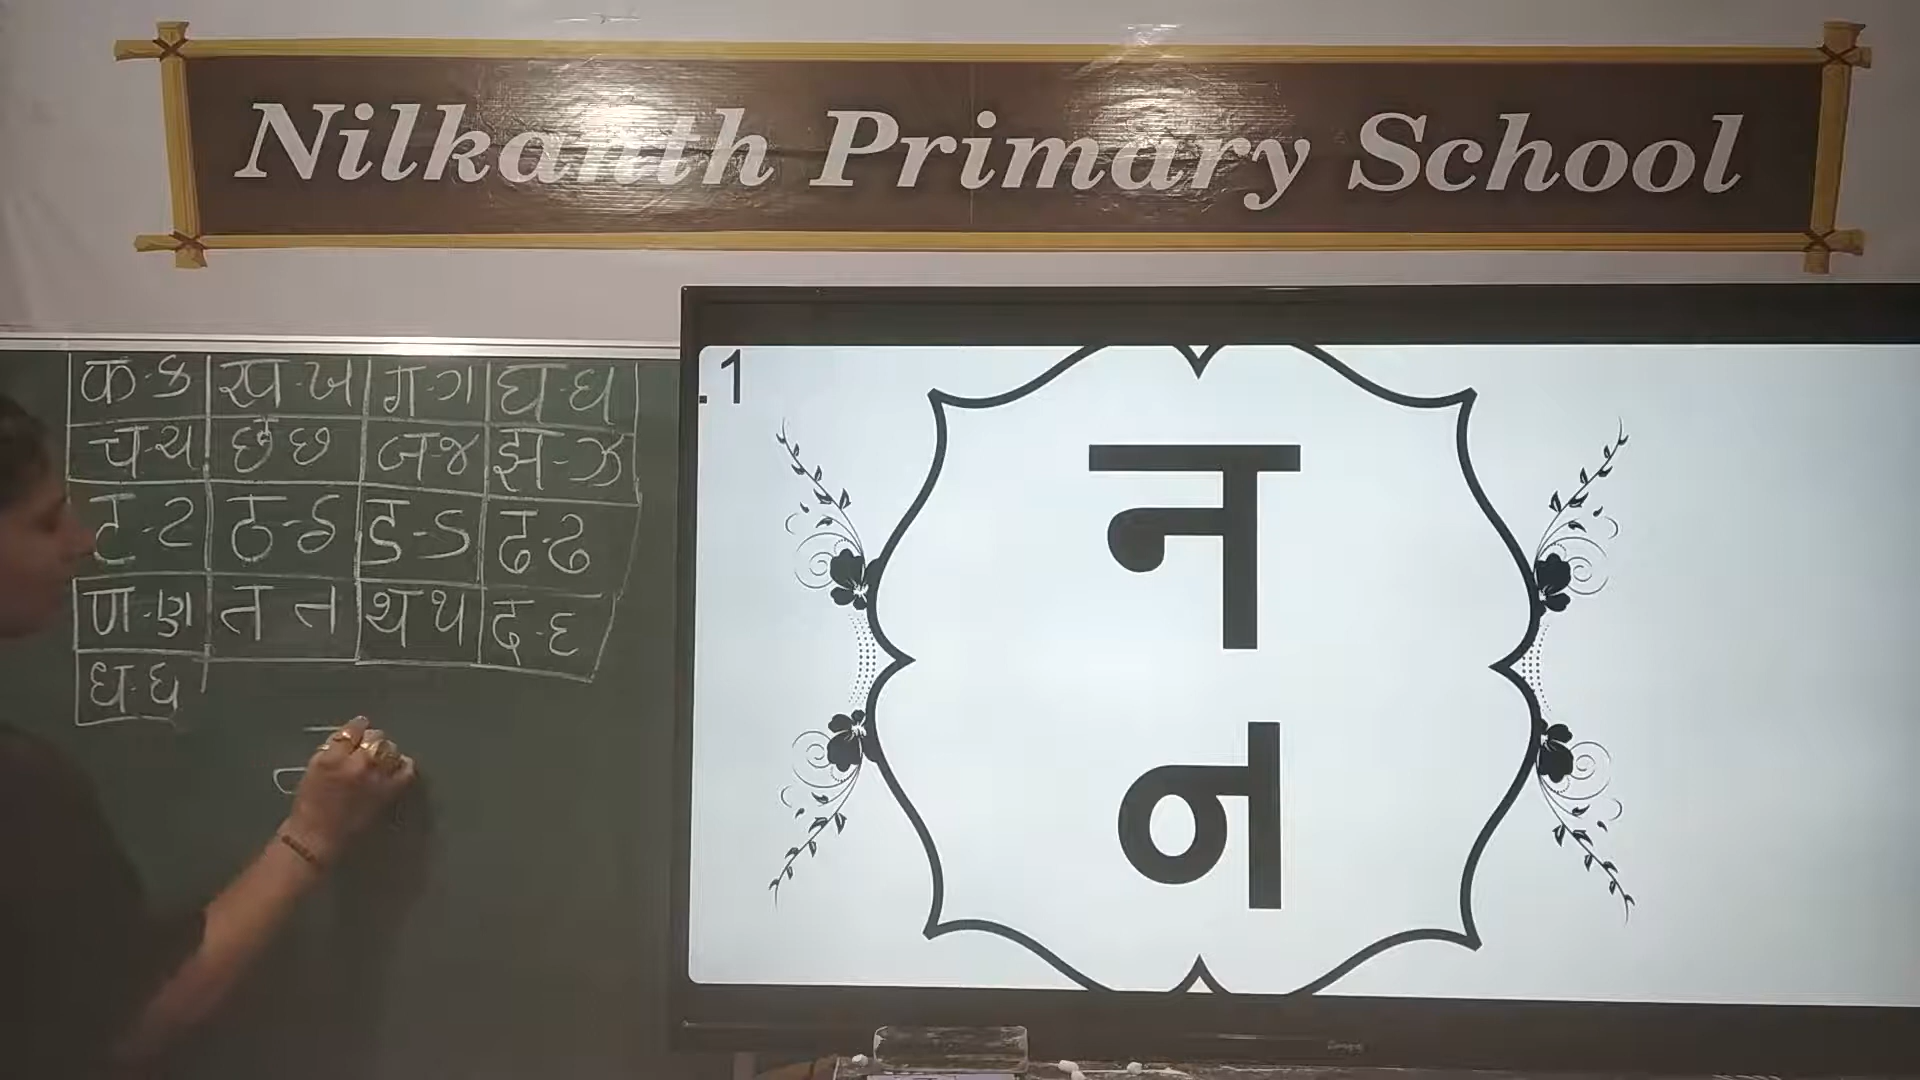 Nilkanth Primary School
क-ક ख-ખ ग-ગ घ-ઘ
च-ચ छ છ ज-જ झ-ઝ
ट-ટ ठ-ઠ ड-ડ ढ-ઢ
ण-ણ त ત थ થ द-દ
ध-ધ
.1
न
ન